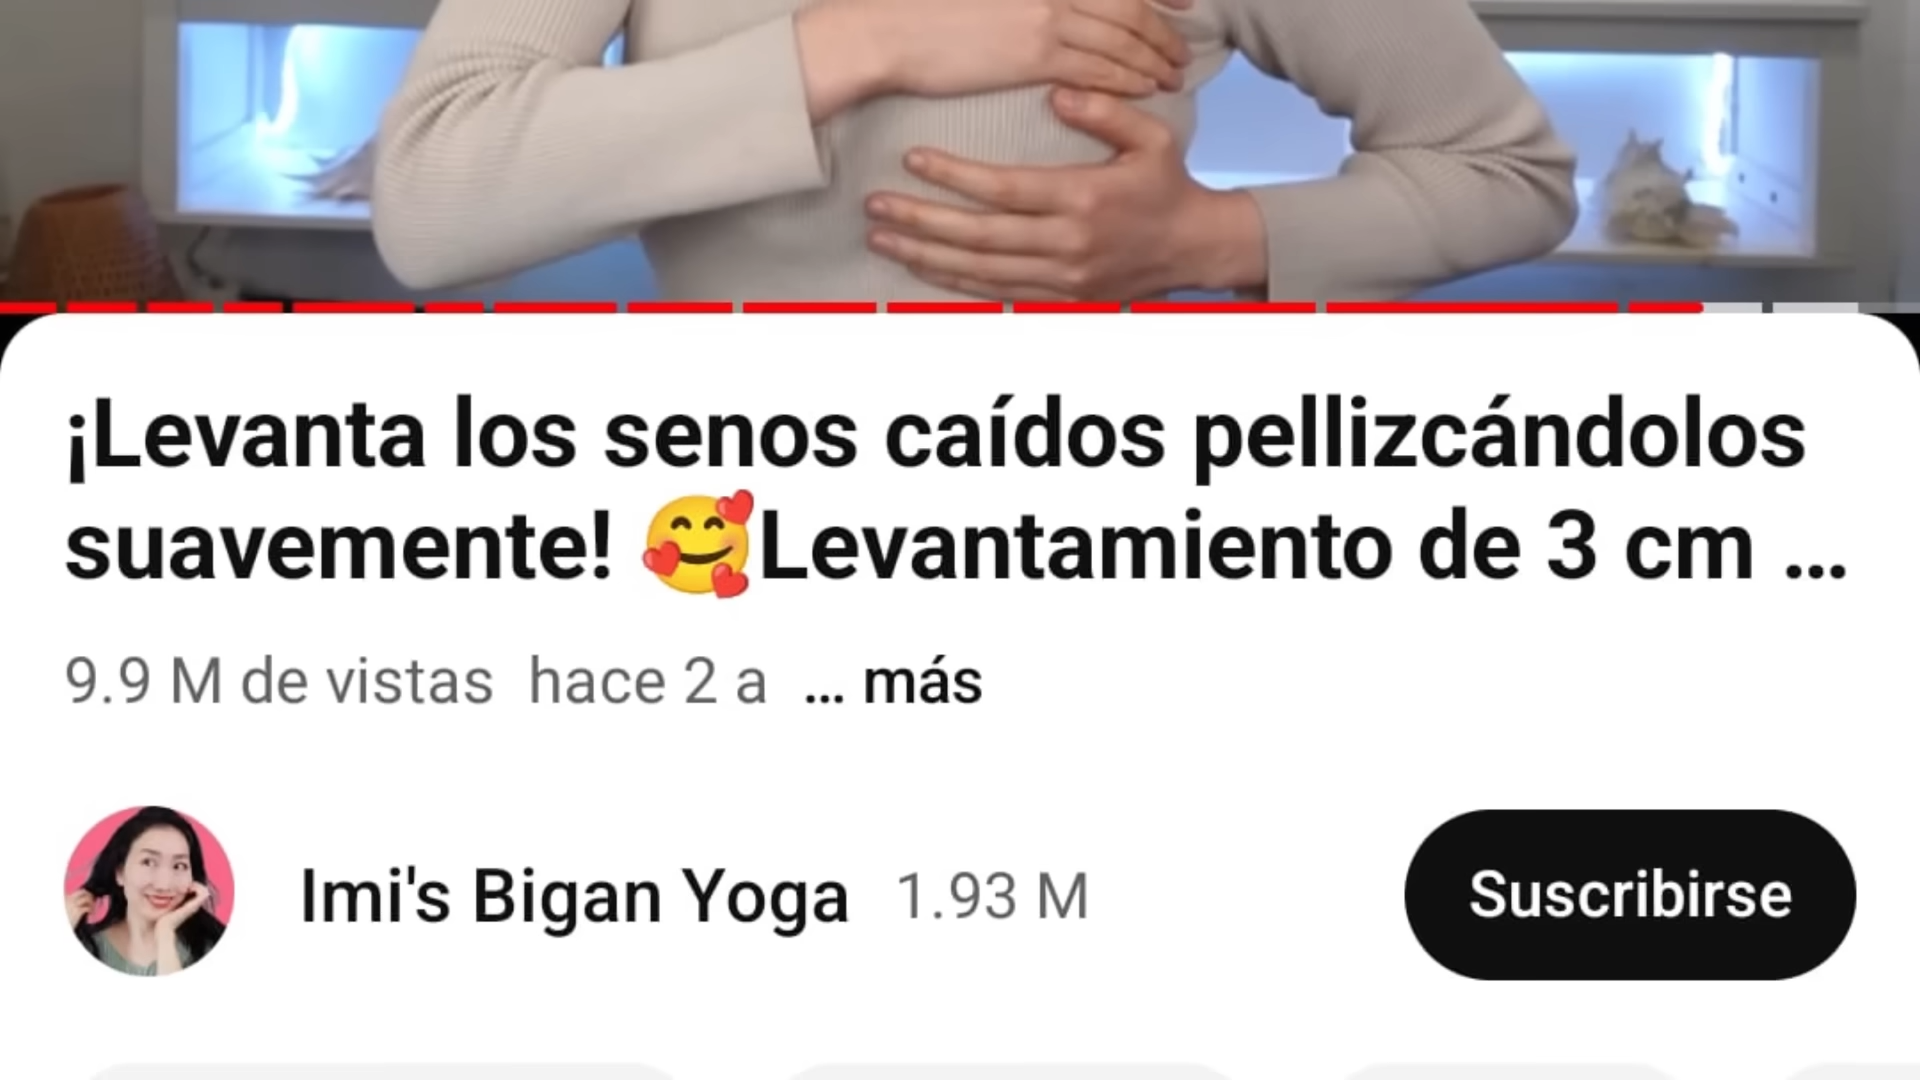 ¡Levanta los senos caídos pellizcándolos
suavemente! 🥰Levantamiento de 3 cm ...
9.9 M de vistas hace 2 a ... más
Imi's Bigan Yoga 1.93 M
Suscribirse